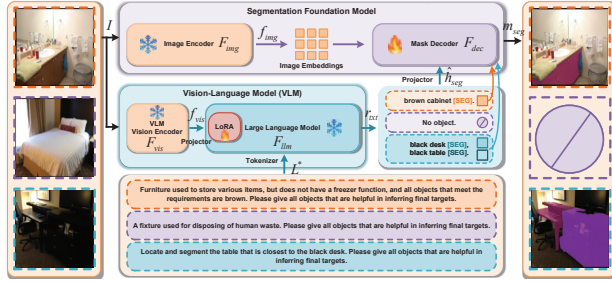 Segmentation Foundation Model
I
Image Encoder F_img
f_img
Image Embeddings
Mask Decoder F_dec
m_seg
Projector ĥ_seg
Vision-Language Model (VLM)
VLM
Vision Encoder
F_vis
f_vis
Projector
LoRA
Large Language Model
F_llm
r_txt
Tokenizer L*
brown cabinet [SEG].
No object.
black desk [SEG].
black table [SEG].
Furniture used to store various items, but does not have a freezer function, and all objects that meet the
requirements are brown. Please give all objects that are helpful in inferring final targets.
A fixture used for disposing of human waste. Please give all objects that are helpful in inferring final targets.
Locate and segment the table that is closest to the black desk. Please give all objects that are helpful in
inferring final targets.